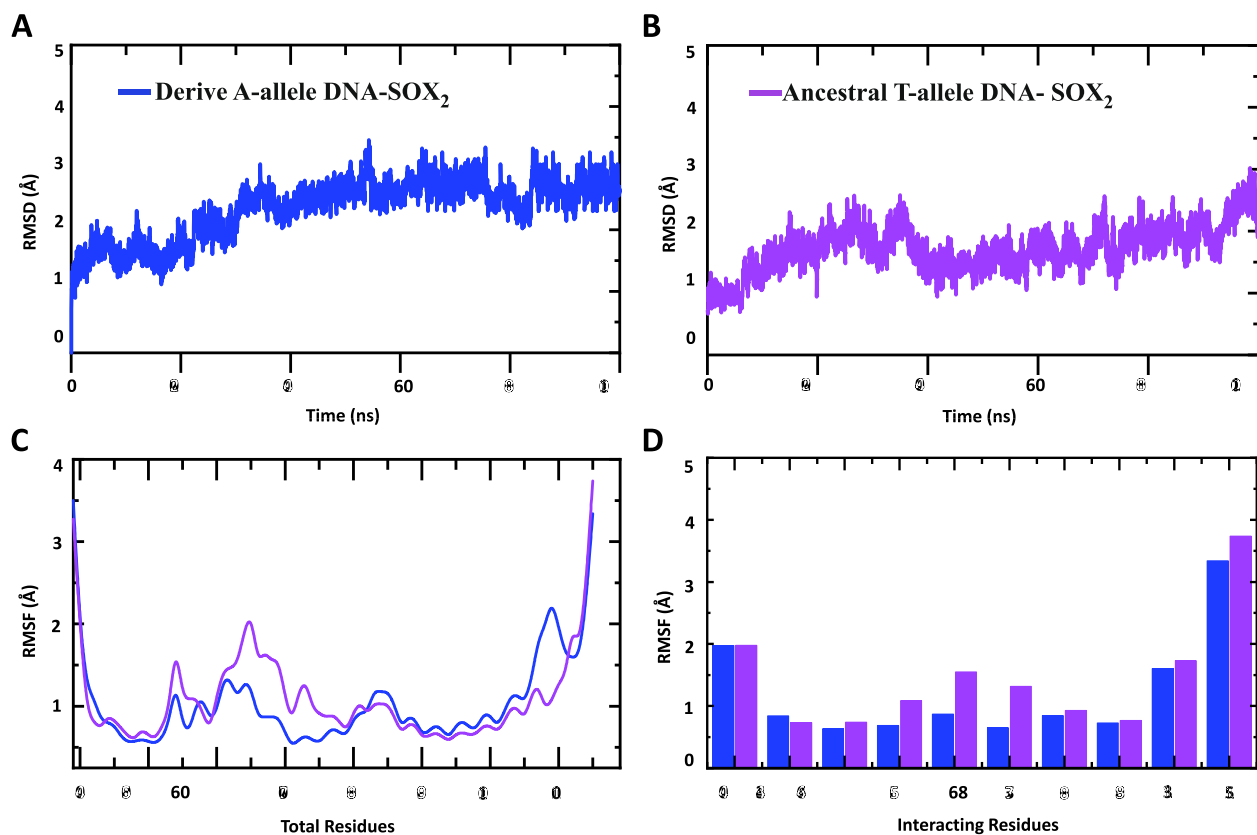 A
5
4
3
2
1
0
RMSD (Å)
Derive A-allele DNA-SOX₂
0
60
Time (ns)
B
5
4
3
2
1
0
RMSD (Å)
Ancestral T-allele DNA- SOX₂
0
60
Time (ns)
C
4
3
2
1
RMSF (Å)
60
Total Residues
D
5
4
3
2
1
0
RMSF (Å)
68
Interacting Residues